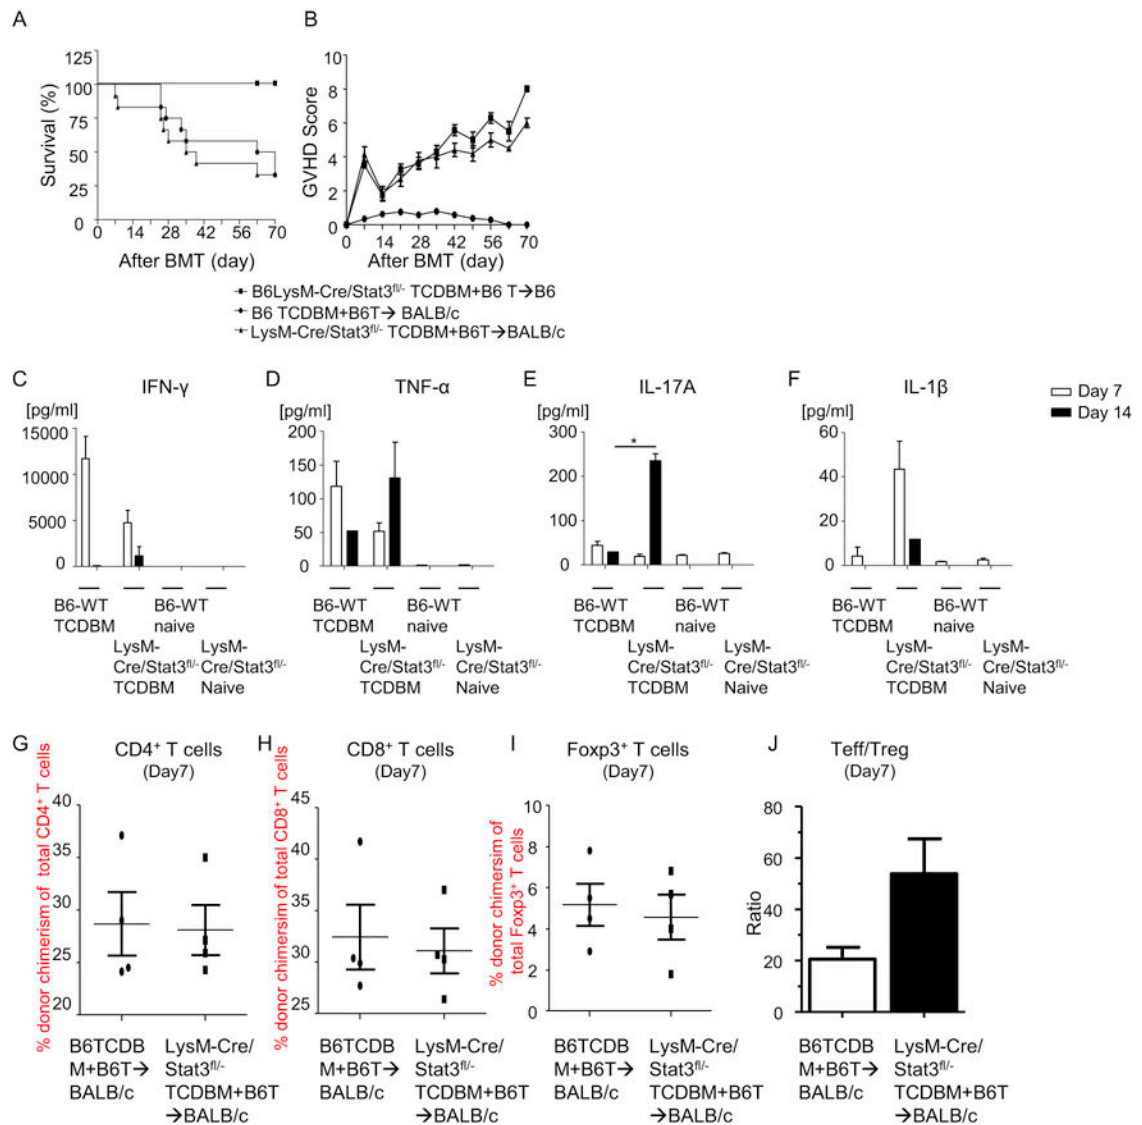 A
B
125
100
75
50
25
0
Survival (%)
0 14 28 42 56 70
After BMT (day)
10
8
6
4
2
0
GVHD Score
0 14 28 42 56 70
After BMT (day)
B6LysM-Cre/Stat3fl/- TCDBM+B6 T→B6
B6 TCDBM+B6T→ BALB/c
LysM-Cre/Stat3fl/- TCDBM+B6T→BALB/c
C
IFN-γ
[pg/ml]
15000
10000
5000
0
B6-WT
TCDBM
B6-WT
naive
LysM-
Cre/Stat3fl/-
TCDBM
LysM-
Cre/Stat3fl/-
Naive
D
TNF-α
[pg/ml]
200
150
100
50
0
B6-WT
TCDBM
B6-WT
naive
LysM-
Cre/Stat3fl/-
TCDBM
LysM-
Cre/Stat3fl/-
Naive
E
IL-17A
[pg/ml]
300
200
100
0
*
B6-WT
TCDBM
B6-WT
naive
LysM-
Cre/Stat3fl/-
TCDBM
LysM-
Cre/Stat3fl/-
Naive
F
IL-1β
[pg/ml]
60
40
20
0
B6-WT
TCDBM
B6-WT
naive
LysM-
Cre/Stat3fl/-
TCDBM
LysM-
Cre/Stat3fl/-
Naive
Day 7
Day 14
G
CD4+ T cells
(Day7)
% donor chimerism of total CD4+ T cells
40
35
30
25
20
B6TCDB
M+B6T→
BALB/c
LysM-Cre/
Stat3fl/-
TCDBM+B6T
→BALB/c
H
CD8+ T cells
(Day7)
% donor chimersim of total CD8+ T cells
45
40
35
30
25
B6TCDB
M+B6T→
BALB/c
LysM-Cre/
Stat3fl/-
TCDBM+B6T
→BALB/c
I
Foxp3+ T cells
(Day7)
% donor chimersim of
total Foxp3+ T cells
10
8
6
4
2
0
B6TCDB
M+B6T→
BALB/c
LysM-Cre/
Stat3fl/-
TCDBM+B6T
→BALB/c
J
Teff/Treg
(Day7)
Ratio
80
60
40
20
0
B6TCDB
M+B6T→
BALB/c
LysM-Cre/
Stat3fl/-
TCDBM+B6T
→BALB/c